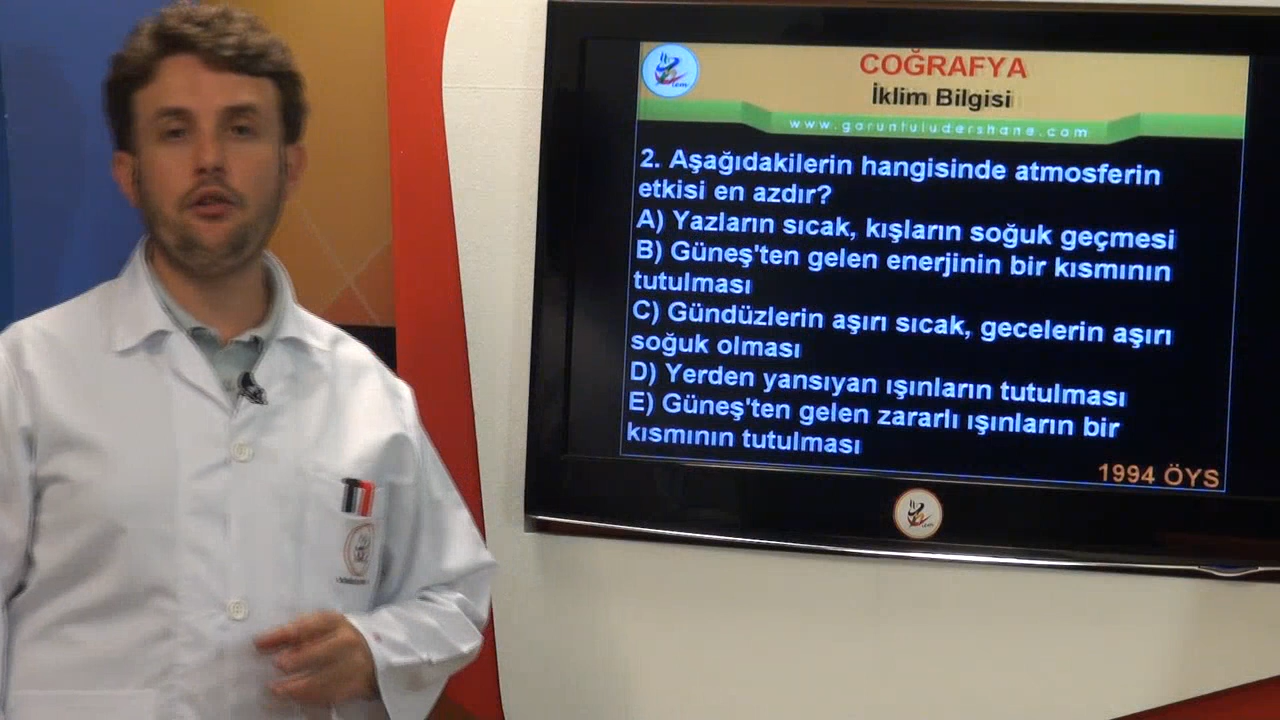 COĞRAFYA
İklim Bilgisi
www.goruntuludershane.com
2. Aşağıdakilerin hangisinde atmosferin
etkisi en azdır?
A) Yazların sıcak, kışların soğuk geçmesi
B) Güneş'ten gelen enerjinin bir kısmının
tutulması
C) Gündüzlerin aşırı sıcak, gecelerin aşırı
soğuk olması
D) Yerden yansıyan ışınların tutulması
E) Güneş'ten gelen zararlı ışınların bir
kısmının tutulması
1994 ÖYS